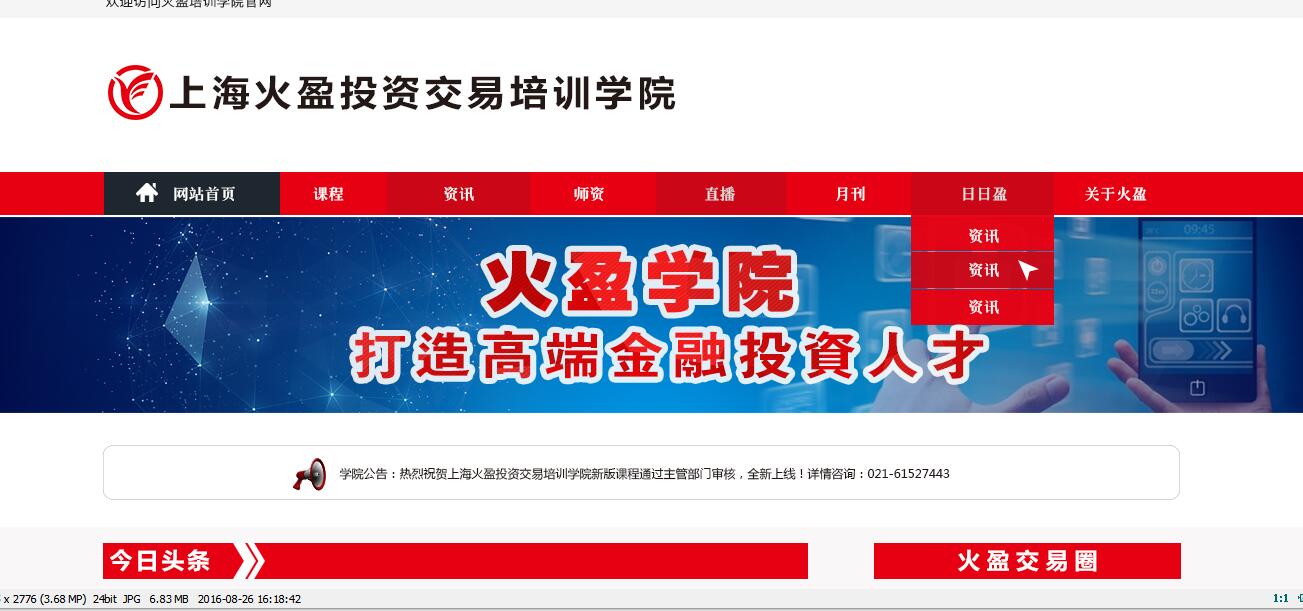 欢迎访问火盈培训学院官网
上海火盈投资交易培训学院
网站首页 课程 资讯 师资 直播 月刊 日日盈 关于火盈
资讯
资讯
资讯
09:45
火盈学院
打造高端金融投資人才
学院公告：热烈祝贺上海火盈投资交易培训学院新版课程通过主管部门审核，全新上线！详情咨询：021-61527443
今日头条 火盈交易圈
x 2776 (3.68 MP) 24bit JPG 6.83 MB 2016-08-26 16:18:42 1:1